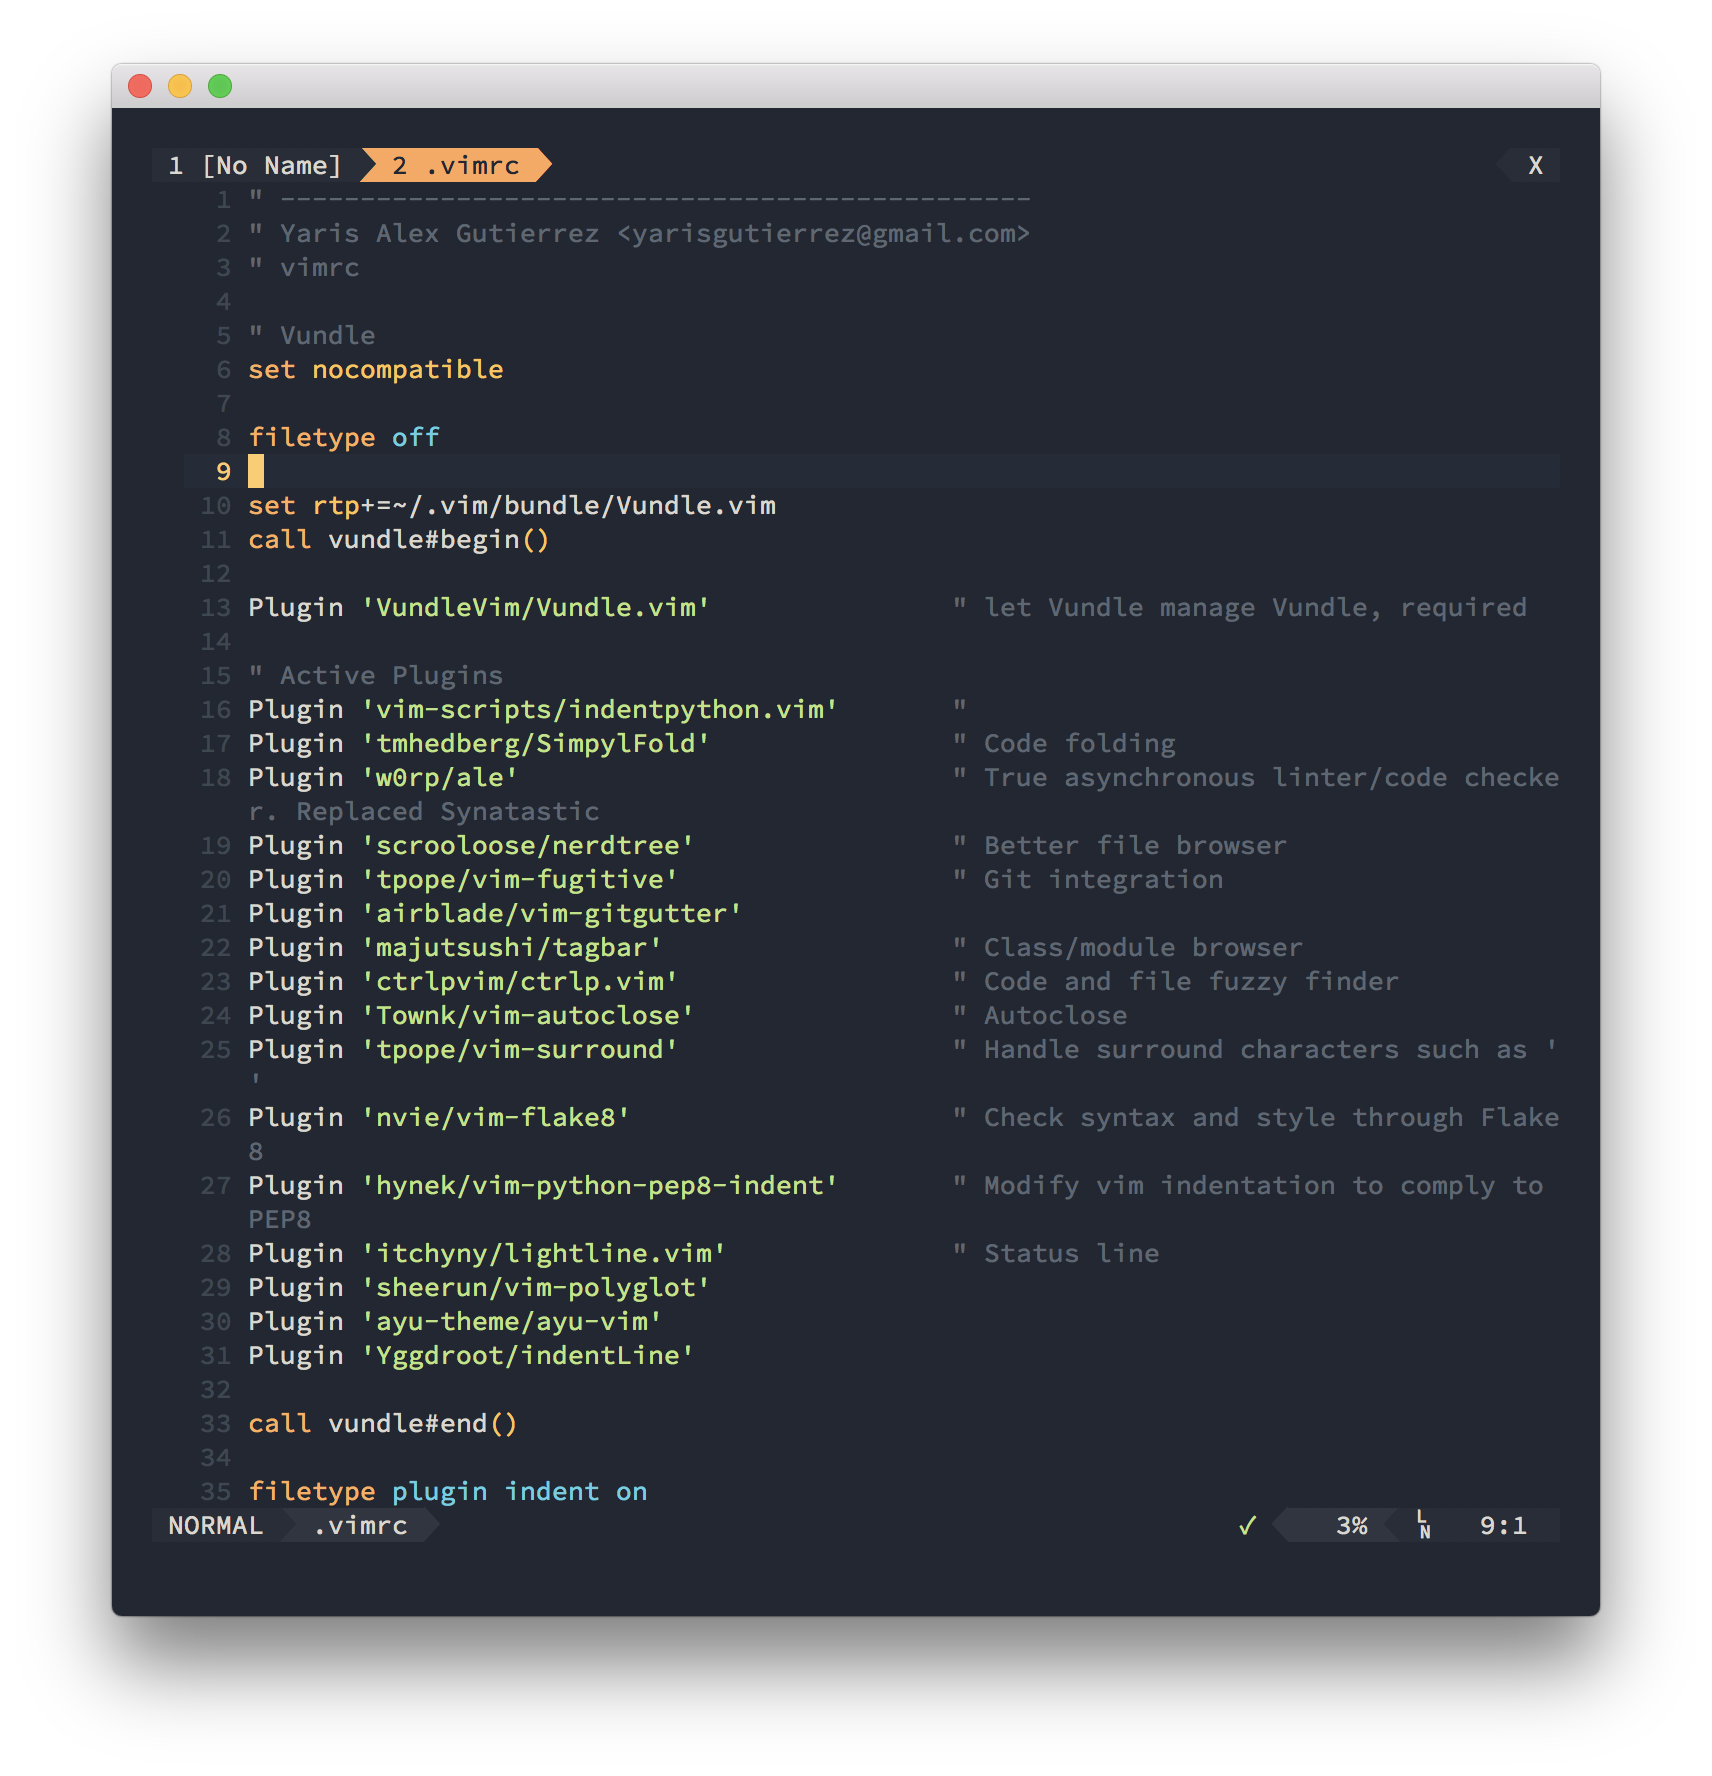 1 [No Name] 2 .vimrc X
1 " -----------------------------------------------
2 " Yaris Alex Gutierrez <yarisgutierrez@gmail.com>
3 " vimrc
4
5 " Vundle
6 set nocompatible
7
8 filetype off
9
10 set rtp+=~/.vim/bundle/Vundle.vim
11 call vundle#begin()
12
13 Plugin 'VundleVim/Vundle.vim' " let Vundle manage Vundle, required
14
15 " Active Plugins
16 Plugin 'vim-scripts/indentpython.vim' "
17 Plugin 'tmhedberg/SimpylFold' " Code folding
18 Plugin 'w0rp/ale' " True asynchronous linter/code checke
r. Replaced Synatastic
19 Plugin 'scrooloose/nerdtree' " Better file browser
20 Plugin 'tpope/vim-fugitive' " Git integration
21 Plugin 'airblade/vim-gitgutter'
22 Plugin 'majutsushi/tagbar' " Class/module browser
23 Plugin 'ctrlpvim/ctrlp.vim' " Code and file fuzzy finder
24 Plugin 'Townk/vim-autoclose' " Autoclose
25 Plugin 'tpope/vim-surround' " Handle surround characters such as '
'
26 Plugin 'nvie/vim-flake8' " Check syntax and style through Flake
8
27 Plugin 'hynek/vim-python-pep8-indent' " Modify vim indentation to comply to
PEP8
28 Plugin 'itchyny/lightline.vim' " Status line
29 Plugin 'sheerun/vim-polyglot'
30 Plugin 'ayu-theme/ayu-vim'
31 Plugin 'Yggdroot/indentLine'
32
33 call vundle#end()
34
35 filetype plugin indent on
NORMAL .vimrc ✓ 3% LN 9:1